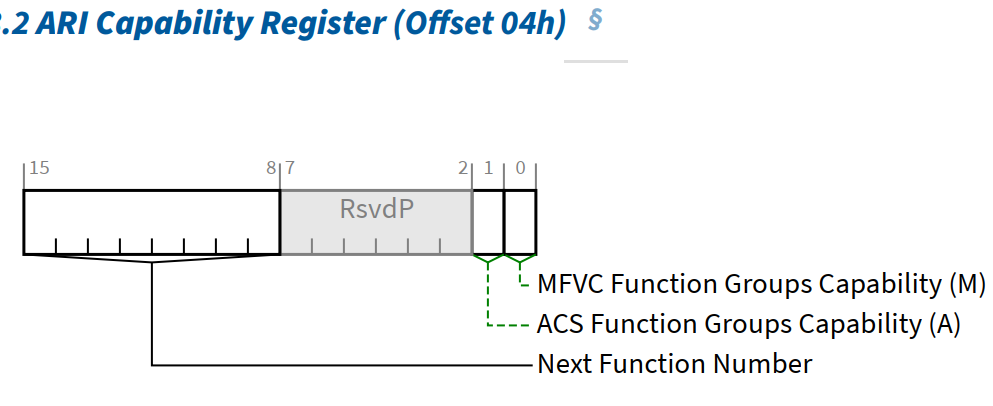 .2 ARI Capability Register (Offset 04h) §
15 8 7 2 1 0
RsvdP
MFVC Function Groups Capability (M)
ACS Function Groups Capability (A)
Next Function Number